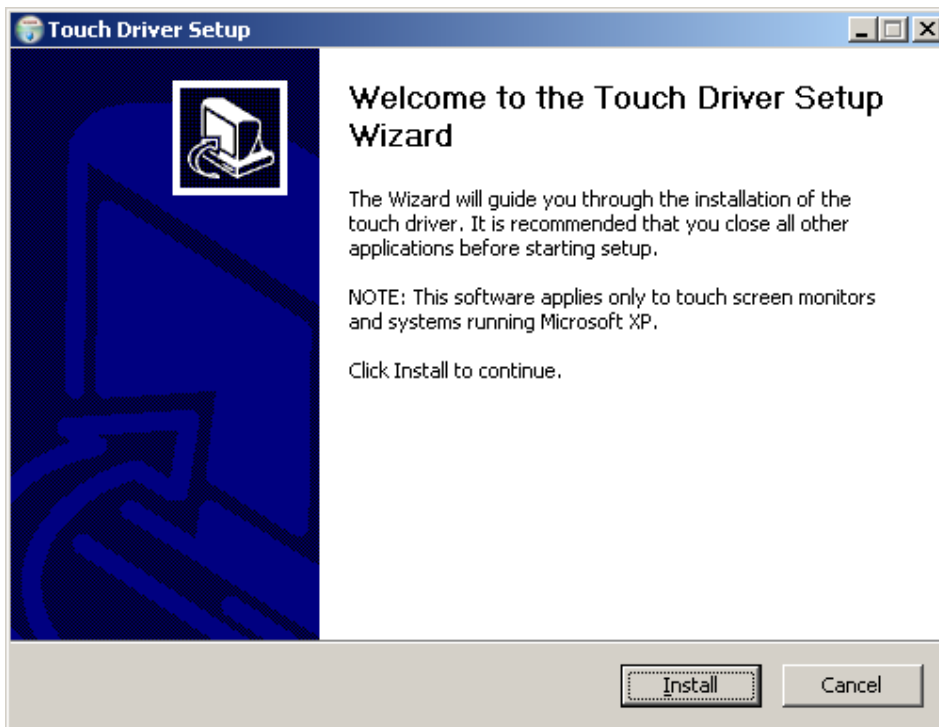 Touch Driver Setup
Welcome to the Touch Driver Setup
Wizard
The Wizard will guide you through the installation of the
touch driver. It is recommended that you close all other
applications before starting setup.
NOTE: This software applies only to touch screen monitors
and systems running Microsoft XP.
Click Install to continue.
Install
Cancel